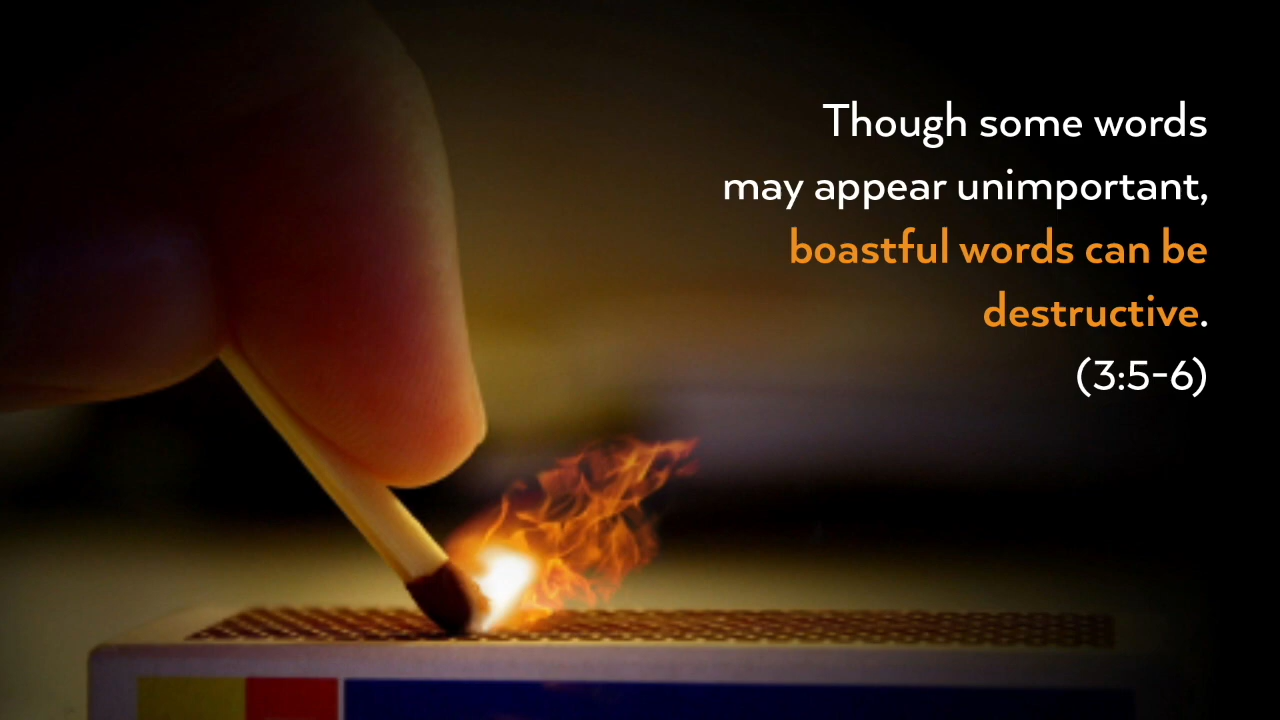 Though some words
may appear unimportant,
boastful words can be
destructive.
(3:5-6)